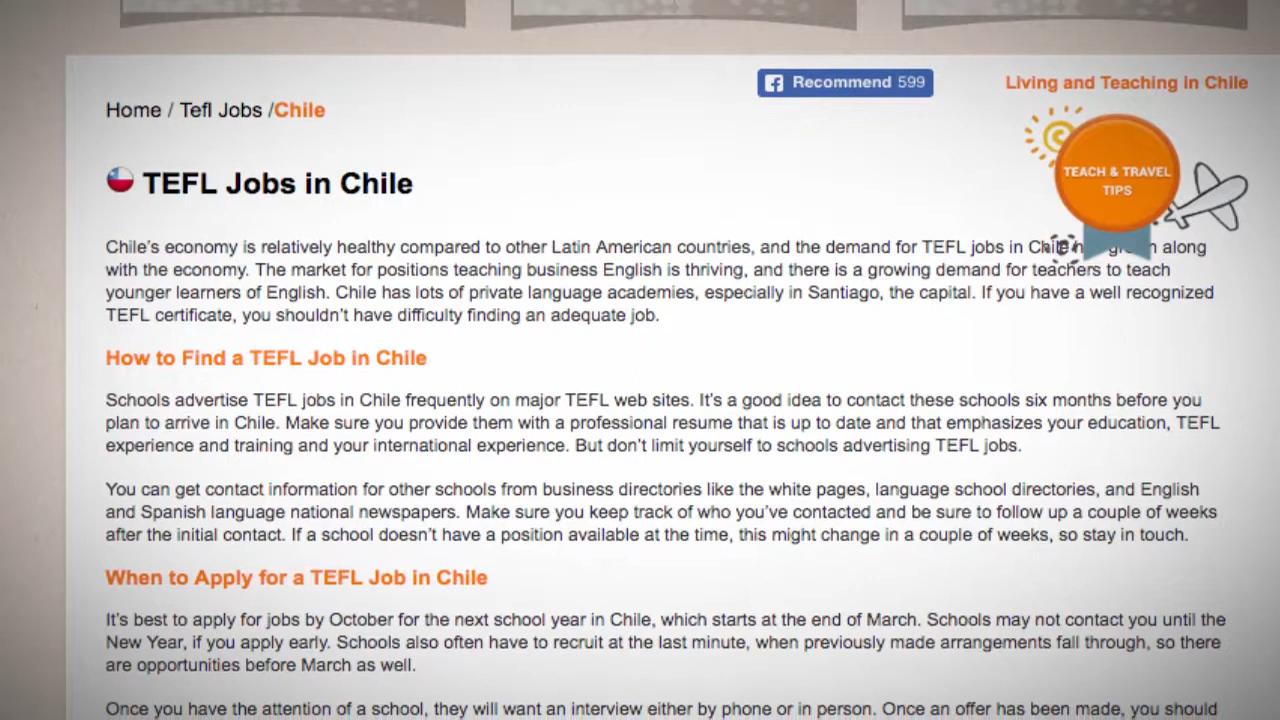 Recommend 599
Living and Teaching in Chile
Home / Tefl Jobs /Chile
TEACH & TRAVEL
TIPS
TEFL Jobs in Chile
Chile’s economy is relatively healthy compared to other Latin American countries, and the demand for TEFL jobs in Chile along
with the economy. The market for positions teaching business English is thriving, and there is a growing demand for teachers to teach
younger learners of English. Chile has lots of private language academies, especially in Santiago, the capital. If you have a well recognized
TEFL certificate, you shouldn’t have difficulty finding an adequate job.
How to Find a TEFL Job in Chile
Schools advertise TEFL jobs in Chile frequently on major TEFL web sites. It’s a good idea to contact these schools six months before you
plan to arrive in Chile. Make sure you provide them with a professional resume that is up to date and that emphasizes your education, TEFL
experience and training and your international experience. But don’t limit yourself to schools advertising TEFL jobs.
You can get contact information for other schools from business directories like the white pages, language school directories, and English
and Spanish language national newspapers. Make sure you keep track of who you’ve contacted and be sure to follow up a couple of weeks
after the initial contact. If a school doesn’t have a position available at the time, this might change in a couple of weeks, so stay in touch.
When to Apply for a TEFL Job in Chile
It’s best to apply for jobs by October for the next school year in Chile, which starts at the end of March. Schools may not contact you until the
New Year, if you apply early. Schools also often have to recruit at the last minute, when previously made arrangements fall through, so there
are opportunities before March as well.
Once you have the attention of a school, they will want an interview either by phone or in person. Once an offer has been made, you should